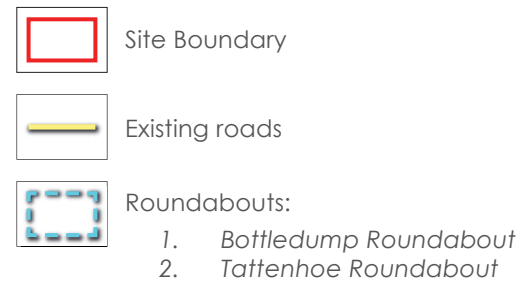 Site Boundary
Existing roads
Roundabouts:
1. Bottledump Roundabout
2. Tattenhoe Roundabout